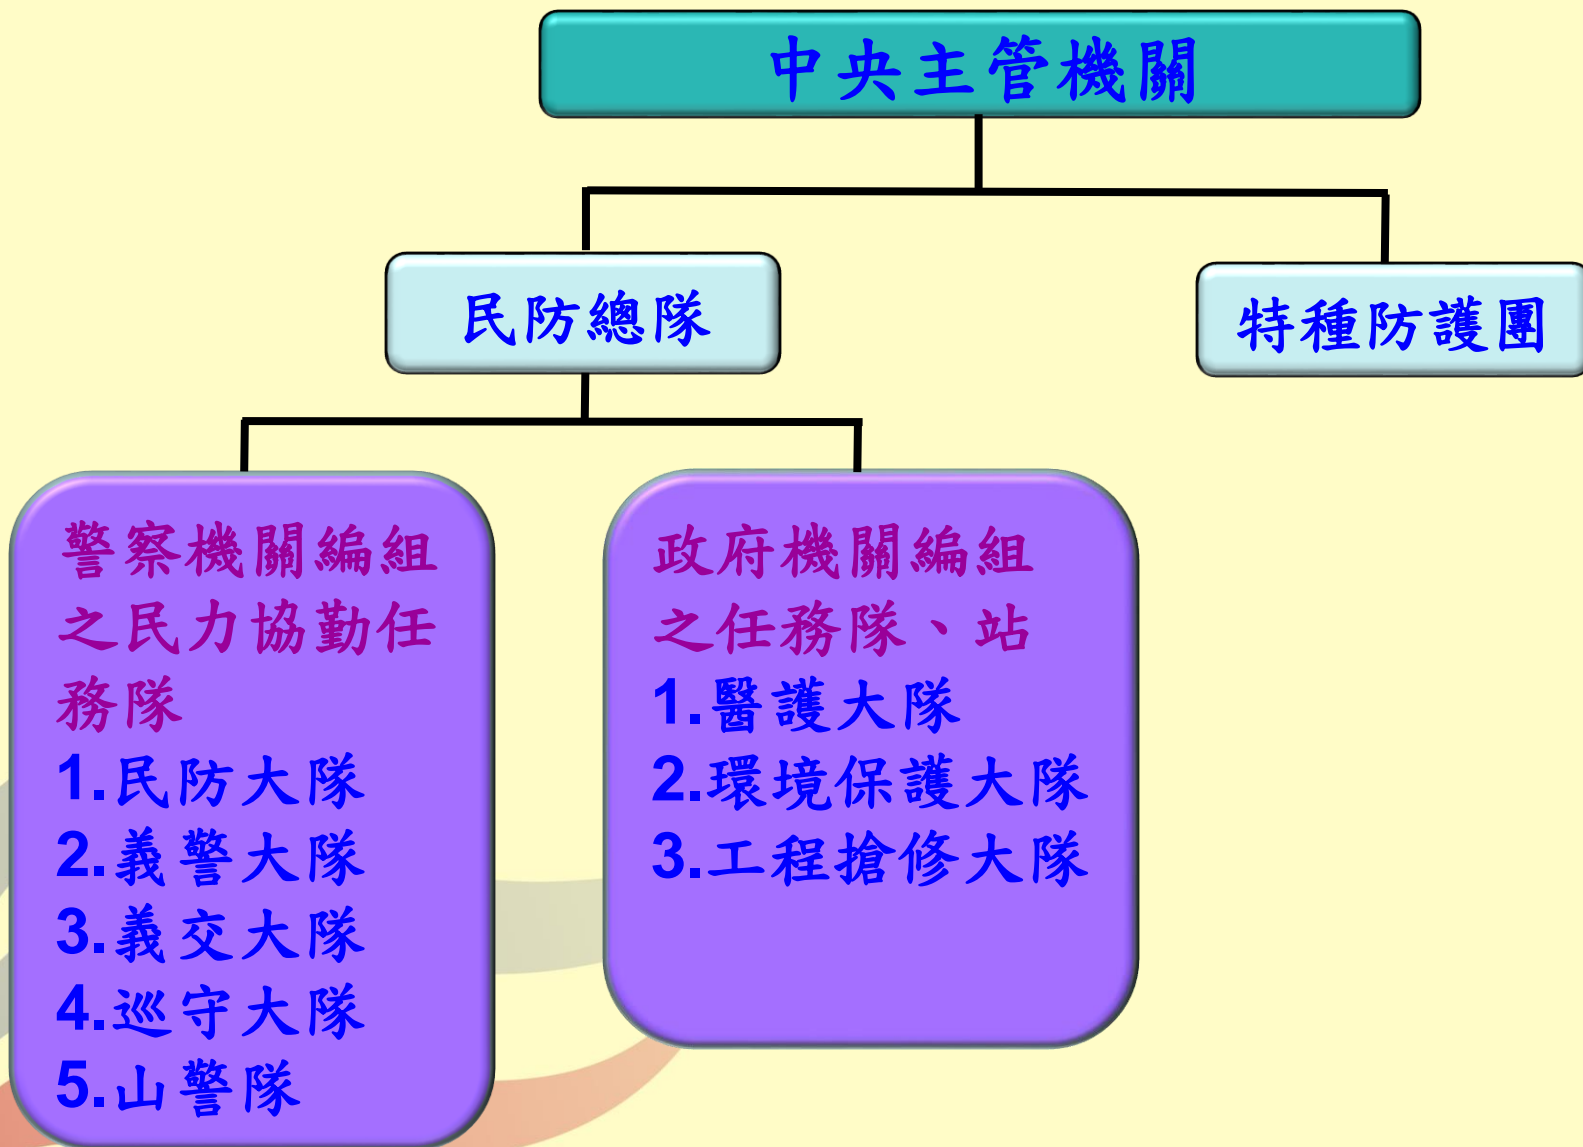 中央主管機關
民防總隊
特種防護團
警察機關編組
之民力協勤任
務隊
1.民防大隊
2.義警大隊
3.義交大隊
4.巡守大隊
5.山警隊
政府機關編組
之任務隊、站
1.醫護大隊
2.環境保護大隊
3.工程搶修大隊